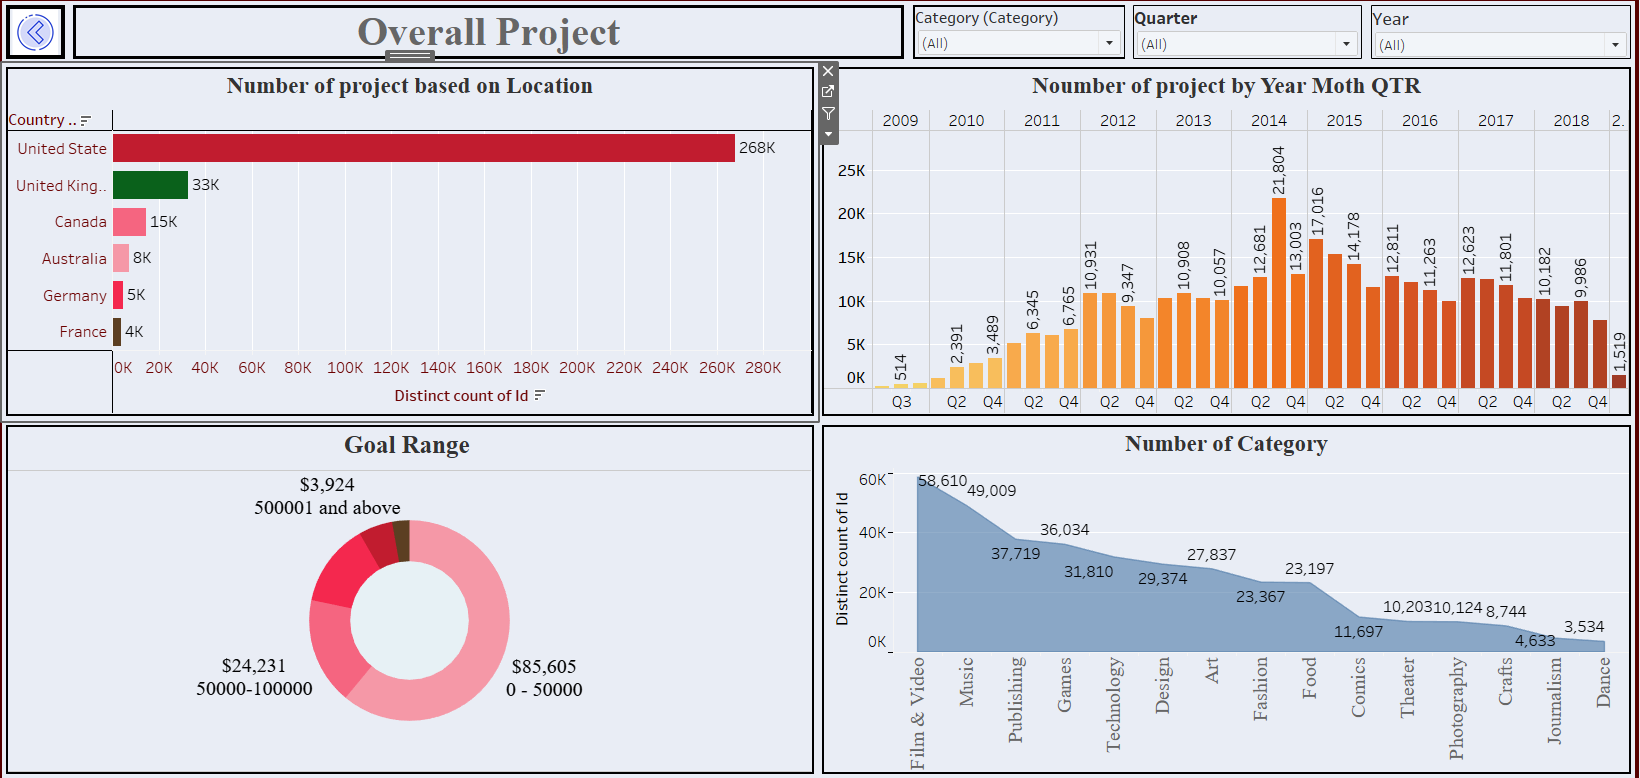 Overall Project
Category (Category)
(All)
Quarter
(All)
Year
(All)
Number of project based on Location
Country ..
United State 268K
United King.. 33K
Canada 15K
Australia 8K
Germany 5K
France 4K
0K 20K 40K 60K 80K 100K 120K 140K 160K 180K 200K 220K 240K 260K 280K
Distinct count of Id
Noumber of project by Year Moth QTR
2009 2010 2011 2012 2013 2014 2015 2016 2017 2018 2.
25K
20K
15K
10K
5K
0K
514 2,391 3,489 6,345 6,765 10,931 9,347 10,908 10,057 12,681 21,804 13,003 17,016 14,178 12,811 11,263 12,623 11,801 10,182 9,986 1,519
Q3 Q2 Q4 Q2 Q4 Q2 Q4 Q2 Q4 Q2 Q4 Q2 Q4 Q2 Q4 Q2 Q4 Q2 Q4
Goal Range
$3,924
500001 and above
$24,231
50000-100000
$85,605
0 - 50000
Number of Category
Distinct count of Id
60K
40K
20K
0K
58,610 49,009 37,719 36,034 31,810 29,374 27,837 23,367 23,197 11,697 10,203 10,124 8,744 4,633 3,534
Film & Video
Music
Publishing
Games
Technology
Design
Art
Fashion
Food
Comics
Theater
Photography
Crafts
Journalism
Dance